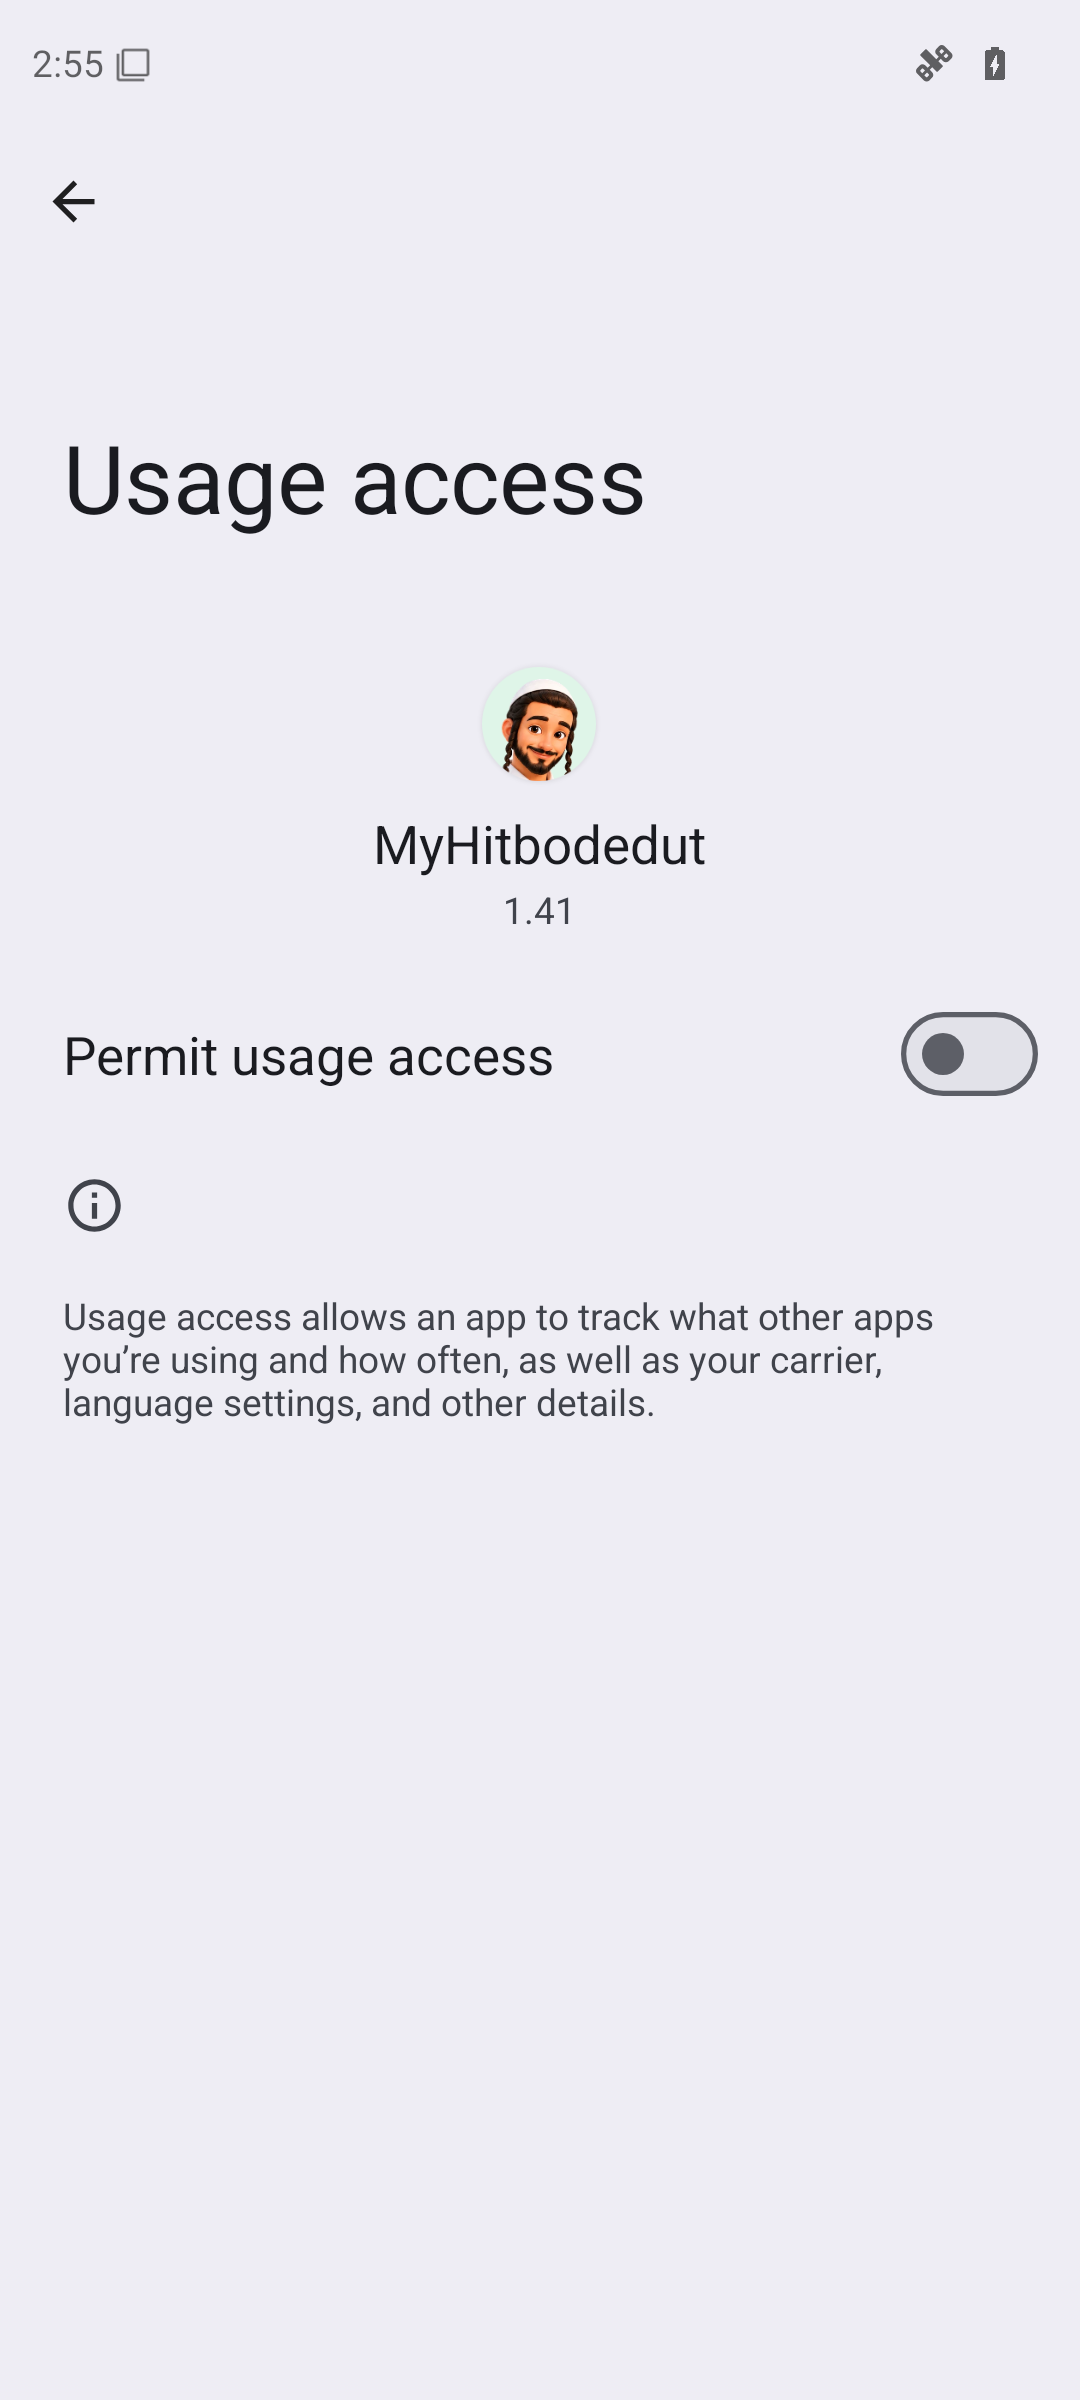 2:55
Usage access
MyHitbodedut
1.41
Permit usage access
Usage access allows an app to track what other apps
you’re using and how often, as well as your carrier,
language settings, and other details.